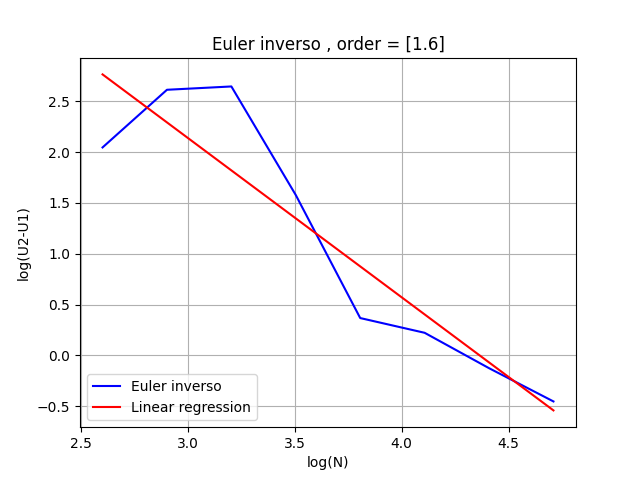 Euler inverso , order = [1.6]
log(U2-U1)
2.5
2.0
1.5
1.0
0.5
0.0
−0.5
Euler inverso
Linear regression
2.5
3.0
3.5
4.0
4.5
log(N)